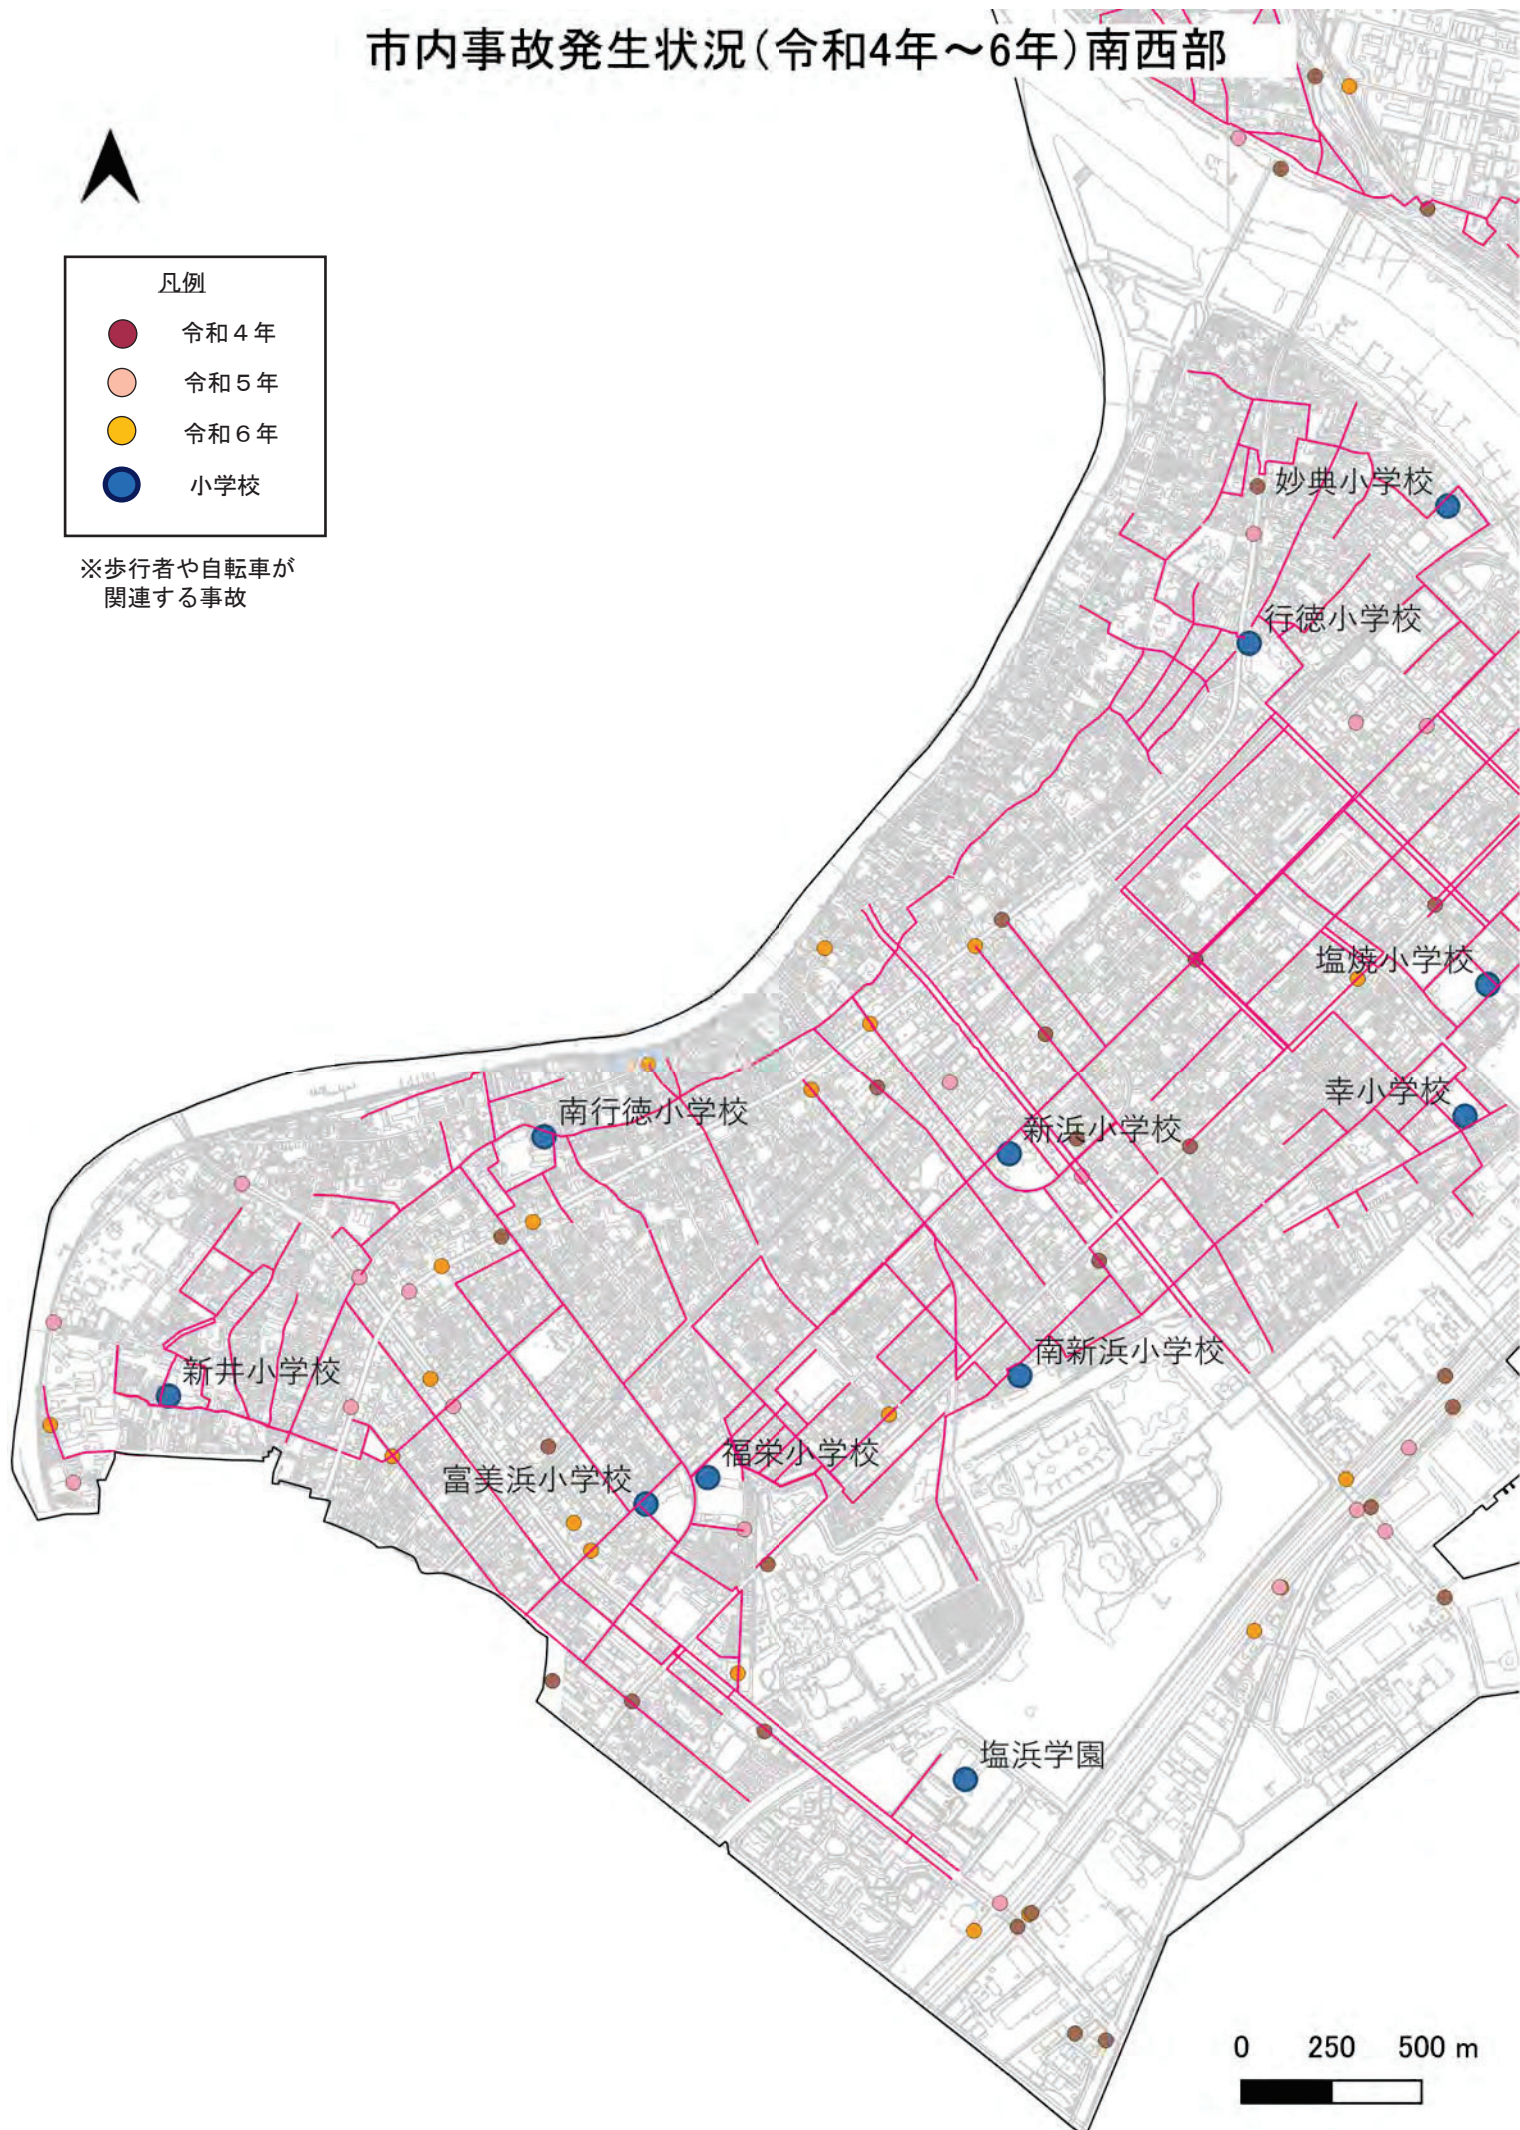 市内事故発生状況(令和4年～6年)南西部
凡例
令和４年
令和５年
令和６年
小学校
※歩行者や自転車が
関連する事故
妙典小学校
行徳小学校
塩焼小学校
幸小学校
南行徳小学校
新浜小学校
南新浜小学校
新井小学校
福栄小学校
富美浜小学校
塩浜学園
0 250 500 m